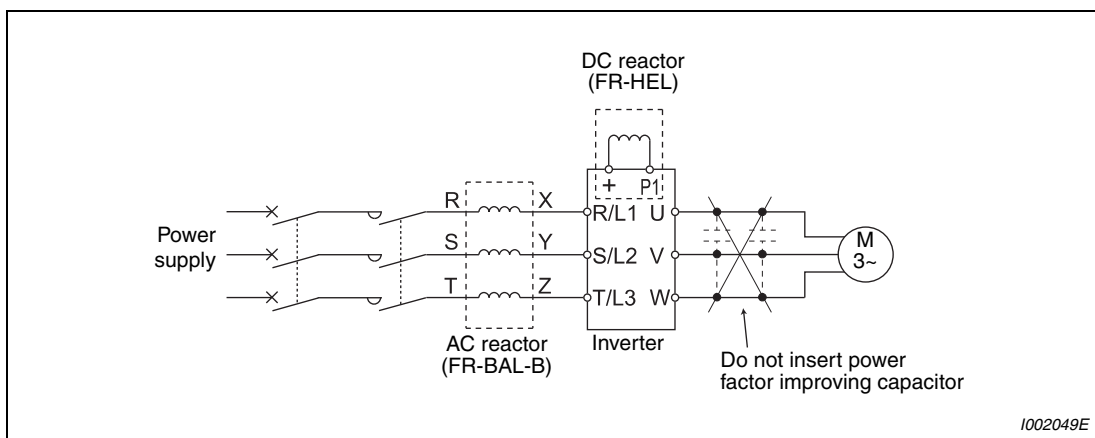 DC reactor
(FR-HEL)
+ P1
R X R/L1 U
S Y S/L2 V
T Z T/L3 W
Power
supply
M
3~
AC reactor
(FR-BAL-B)
Inverter
Do not insert power
factor improving capacitor
I002049E